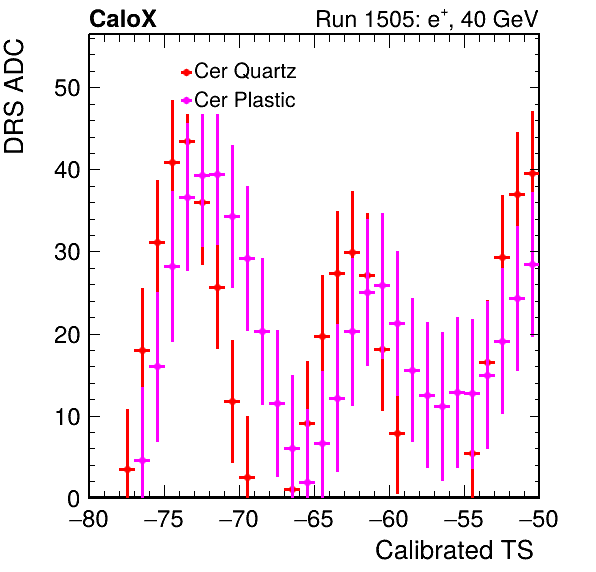 CaloX Run 1505: e⁺, 40 GeV
DRS ADC
Cer Quartz
Cer Plastic
50
40
30
20
10
0
−80 −75 −70 −65 −60 −55 −50
Calibrated TS